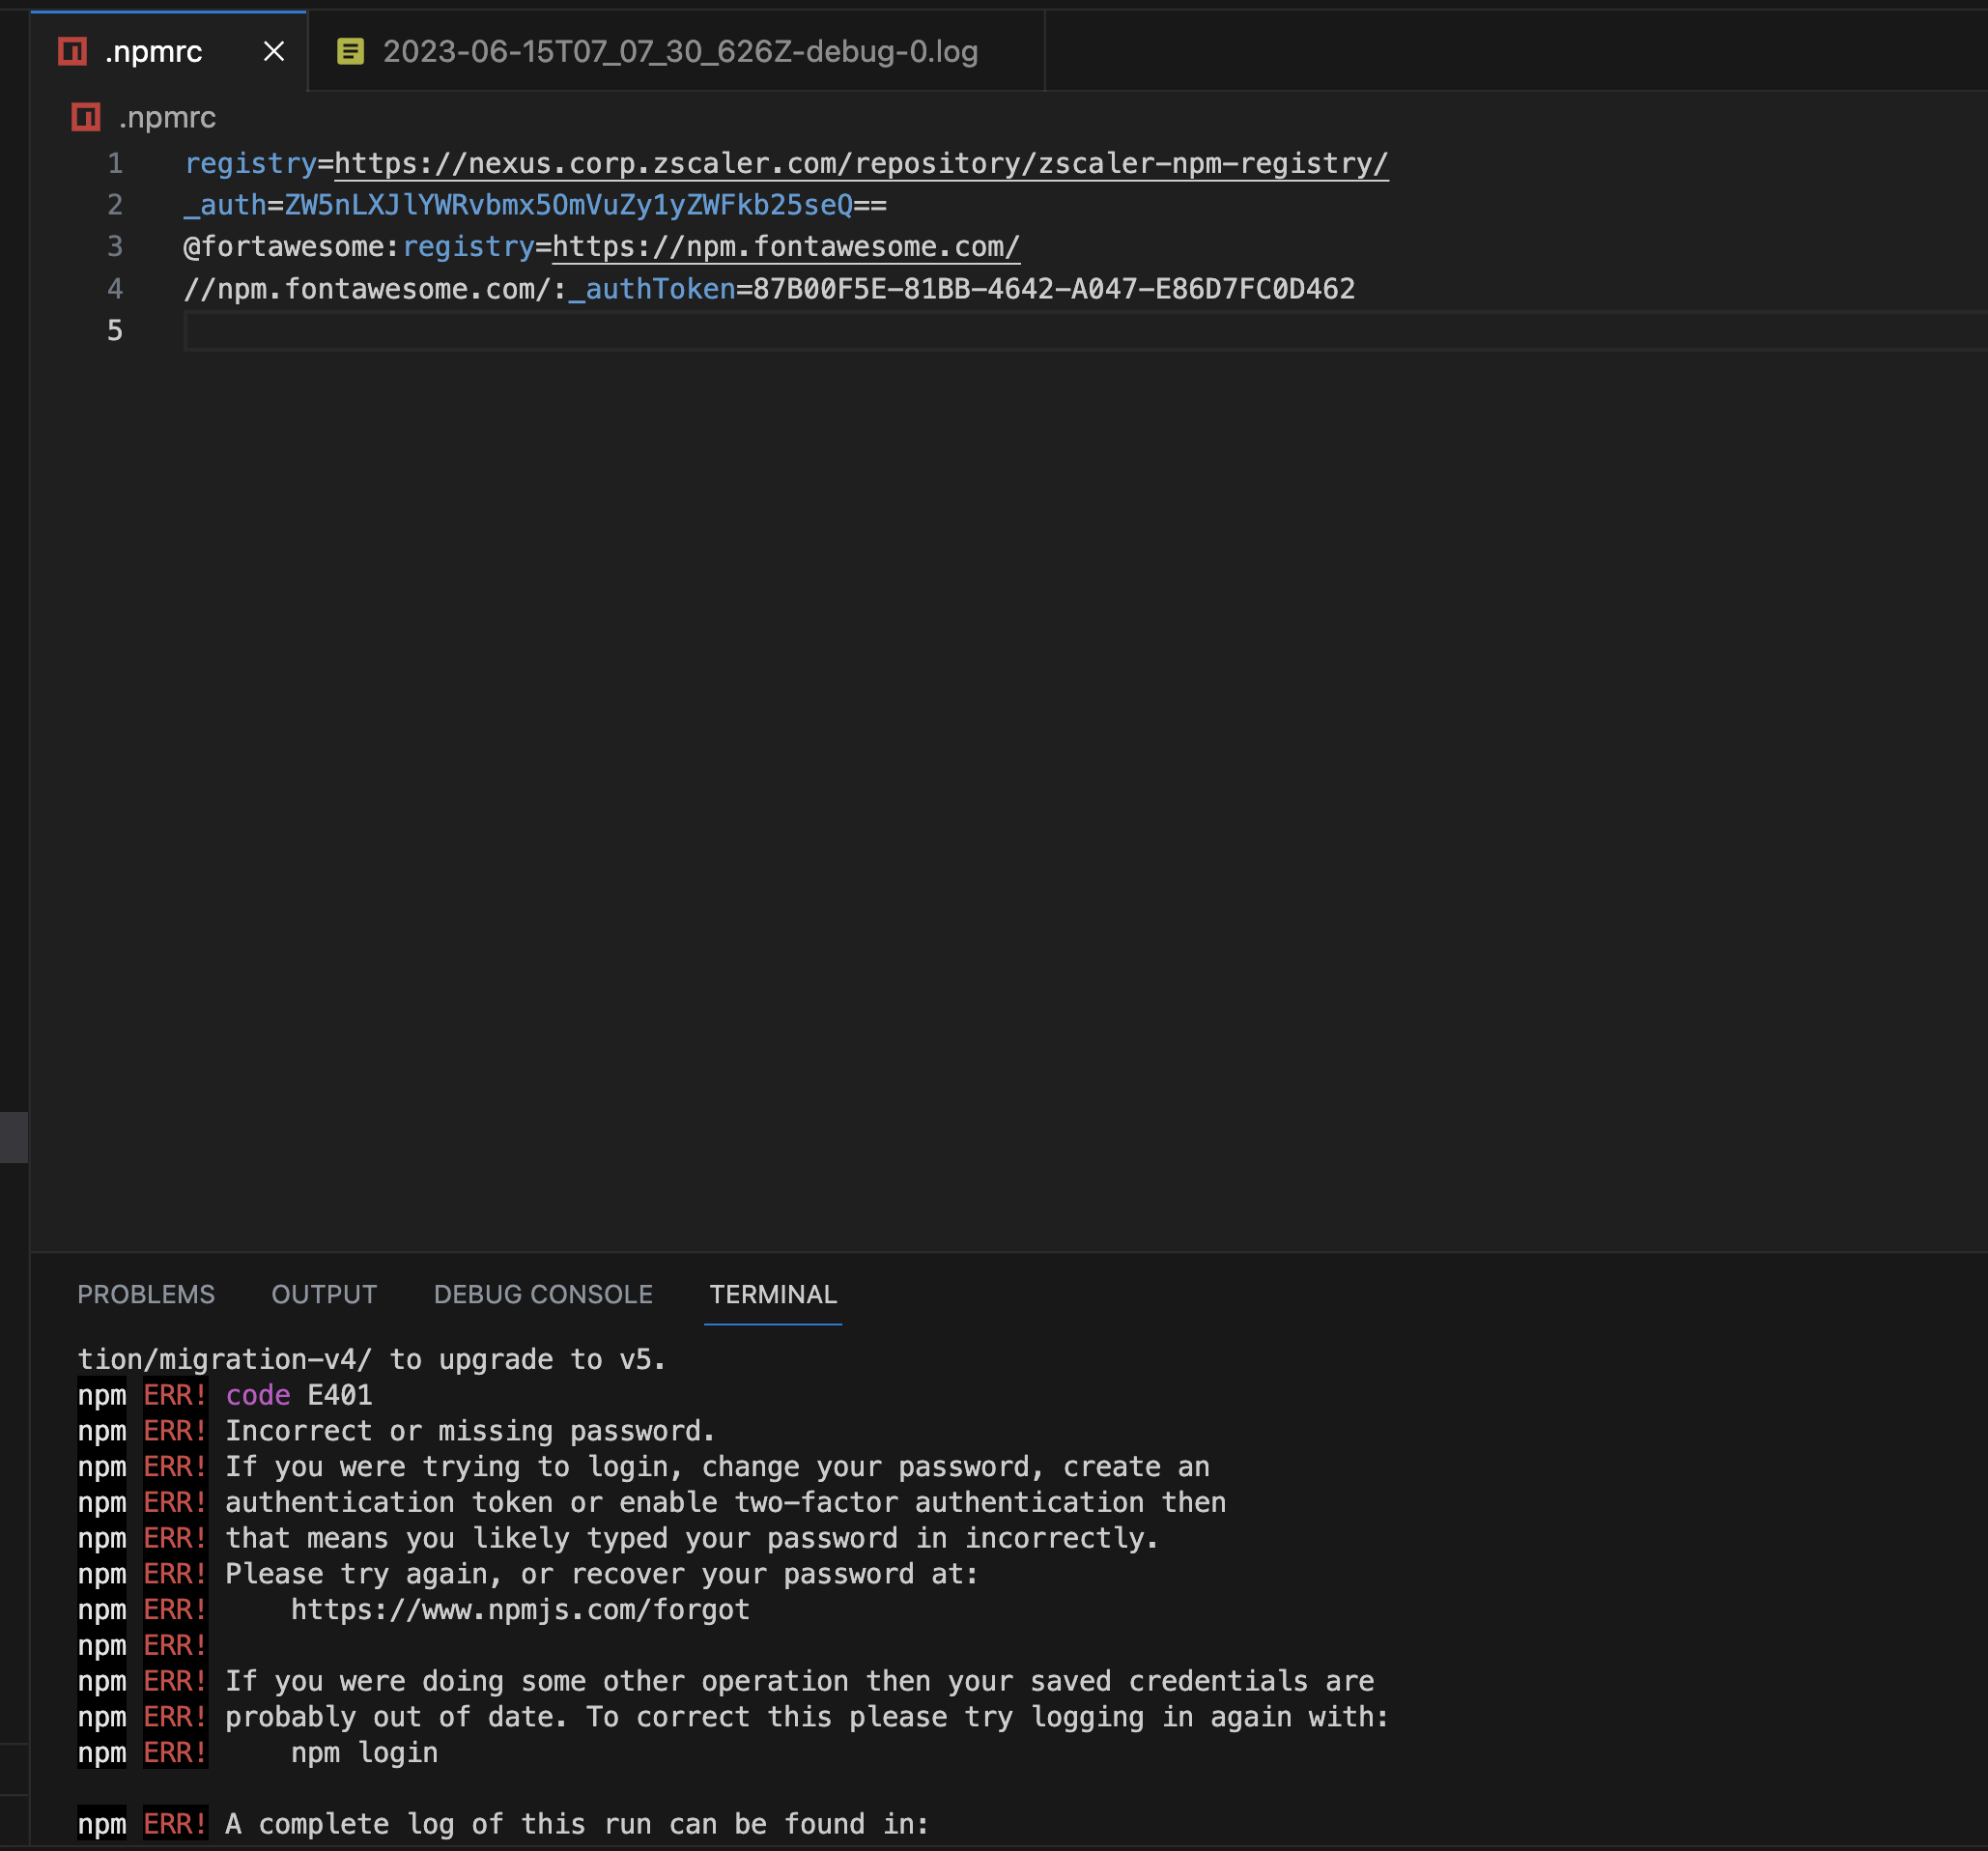 .npmrc
2023-06-15T07_07_30_626Z-debug-0.log
.npmrc
1 registry=https://nexus.corp.zscaler.com/repository/zscaler-npm-registry/
2 _auth=ZW5nLXJlYWRvbmx5OmVuZy1yZWFkb25seQ==
3 @fortawesome:registry=https://npm.fontawesome.com/
4 //npm.fontawesome.com/:_authToken=87B00F5E-81BB-4642-A047-E86D7FC0D462
5
PROBLEMS OUTPUT DEBUG CONSOLE TERMINAL
tion/migration-v4/ to upgrade to v5.
npm ERR! code E401
npm ERR! Incorrect or missing password.
npm ERR! If you were trying to login, change your password, create an
npm ERR! authentication token or enable two-factor authentication then
npm ERR! that means you likely typed your password in incorrectly.
npm ERR! Please try again, or recover your password at:
npm ERR!     https://www.npmjs.com/forgot
npm ERR!
npm ERR! If you were doing some other operation then your saved credentials are
npm ERR! probably out of date. To correct this please try logging in again with:
npm ERR!     npm login
npm ERR! A complete log of this run can be found in: